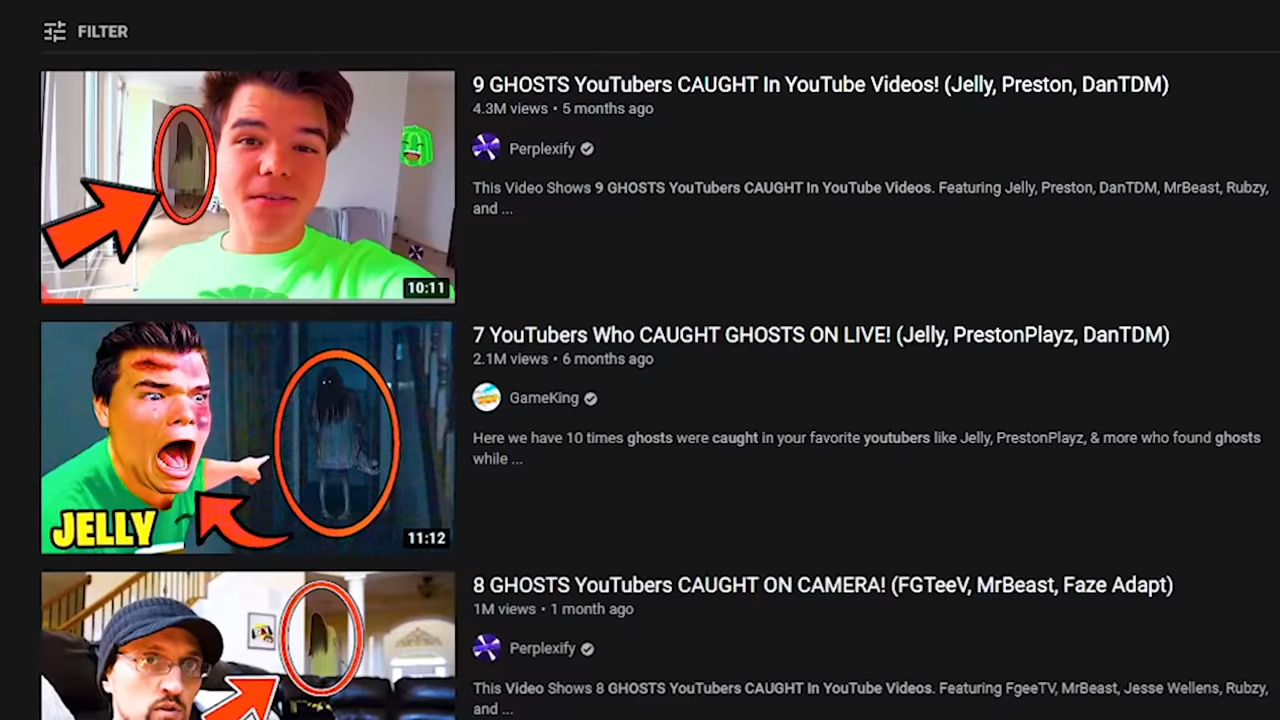 FILTER
9 GHOSTS YouTubers CAUGHT In YouTube Videos! (Jelly, Preston, DanTDM)
4.3M views • 5 months ago
Perplexify
This Video Shows 9 GHOSTS YouTubers CAUGHT In YouTube Videos. Featuring Jelly, Preston, DanTDM, MrBeast, Rubzy,
and ...
10:11
7 YouTubers Who CAUGHT GHOSTS ON LIVE! (Jelly, PrestonPlayz, DanTDM)
2.1M views • 6 months ago
GameKing
Here we have 10 times ghosts were caught in your favorite youtubers like Jelly, PrestonPlayz, & more who found ghosts
while ...
JELLY
11:12
8 GHOSTS YouTubers CAUGHT ON CAMERA! (FGTeeV, MrBeast, Faze Adapt)
1M views • 1 month ago
Perplexify
This Video Shows 8 GHOSTS YouTubers CAUGHT In YouTube Videos. Featuring FgeeTV, MrBeast, Jesse Wellens, Rubzy,
and ...